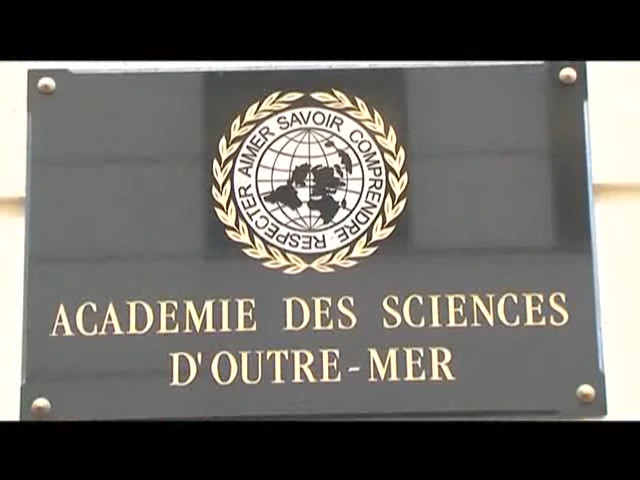 SAVOIR COMPRENDRE RESPECTER AIMER
ACADEMIE DES SCIENCES
D'OUTRE-MER